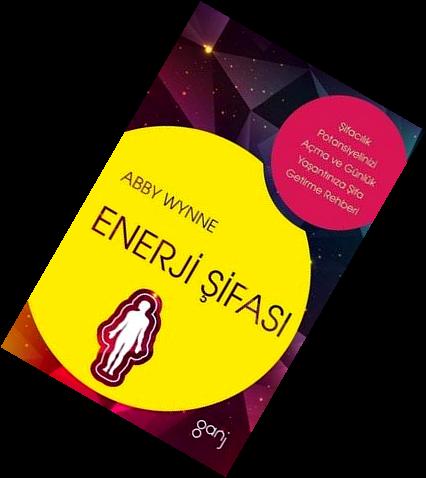 Şifacılık
Potansiyelinizi
Açma ve Günlük
Yaşantınıza Şifa
Getirme Rehberi
ABBY WYNNE
ENERJİ ŞİFASI
ganj